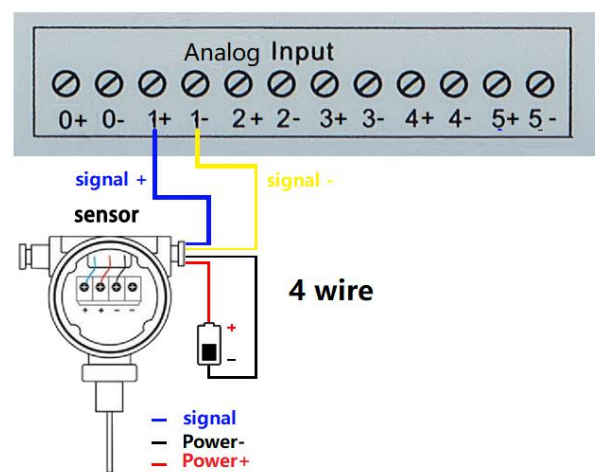 Analog Input
0+ 0- 1+ 1- 2+ 2- 3+ 3- 4+ 4- 5+ 5-
signal +
signal -
sensor
4 wire
+ + - -
+
-
signal
Power-
Power+